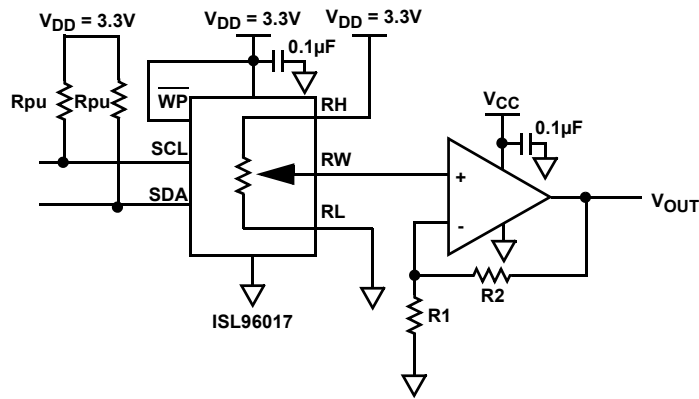 VDD = 3.3V
VDD = 3.3V
VDD = 3.3V
0.1µF
Rpu
Rpu
WP
RH
SCL
RW
SDA
RL
ISL96017
VCC
0.1µF
+
-
VOUT
R2
R1